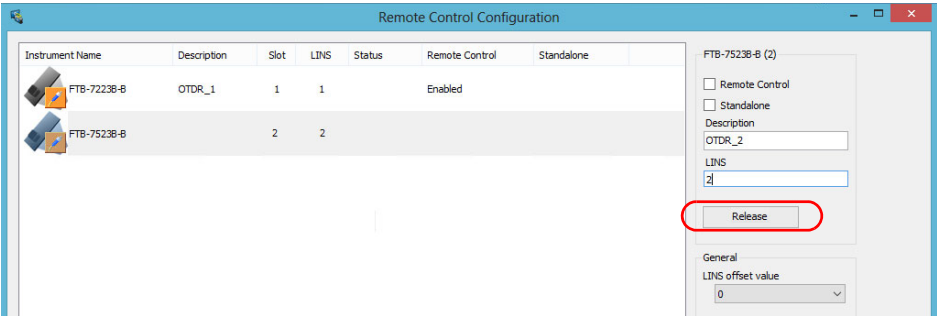 Remote Control Configuration
Instrument Name Description Slot LINS Status Remote Control Standalone
FTB-7223B-B OTDR_1 1 1 Enabled
FTB-7523B-B 2 2
FTB-7523B-B (2)
Remote Control
Standalone
Description
OTDR_2
LINS
2
Release
General
LINS offset value
0